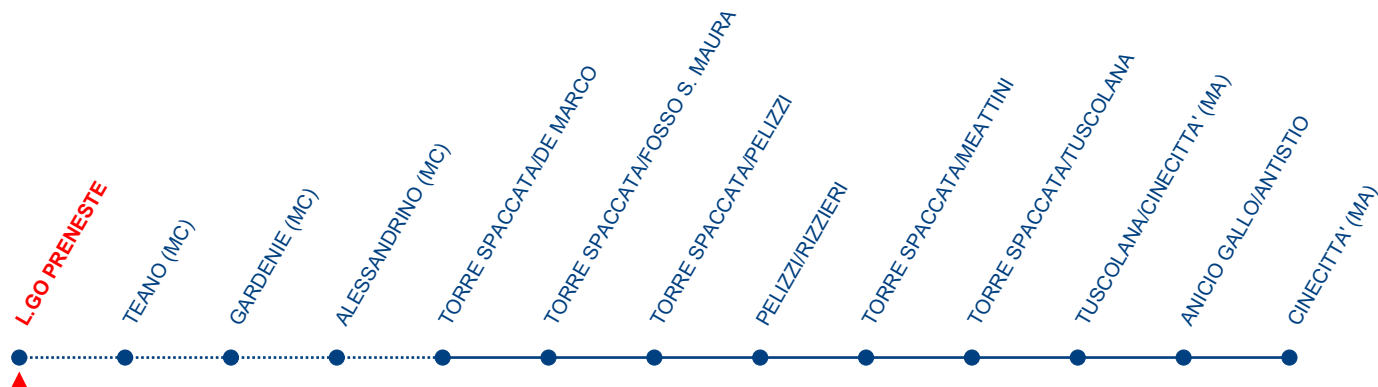 L.GO PRENESTE
TEANO (MC)
GARDENIE (MC)
ALESSANDRINO (MC)
TORRE SPACCATA/DE MARCO
TORRE SPACCATA/FOSSO S. MAURA
TORRE SPACCATA/PELIZZI
PELIZZI/RIZZIERI
TORRE SPACCATA/MEATTINI
TORRE SPACCATA/TUSCOLANA
TUSCOLANA/CINECITTA' (MA)
ANICIO GALLO/ANTISTIO
CINECITTA' (MA)